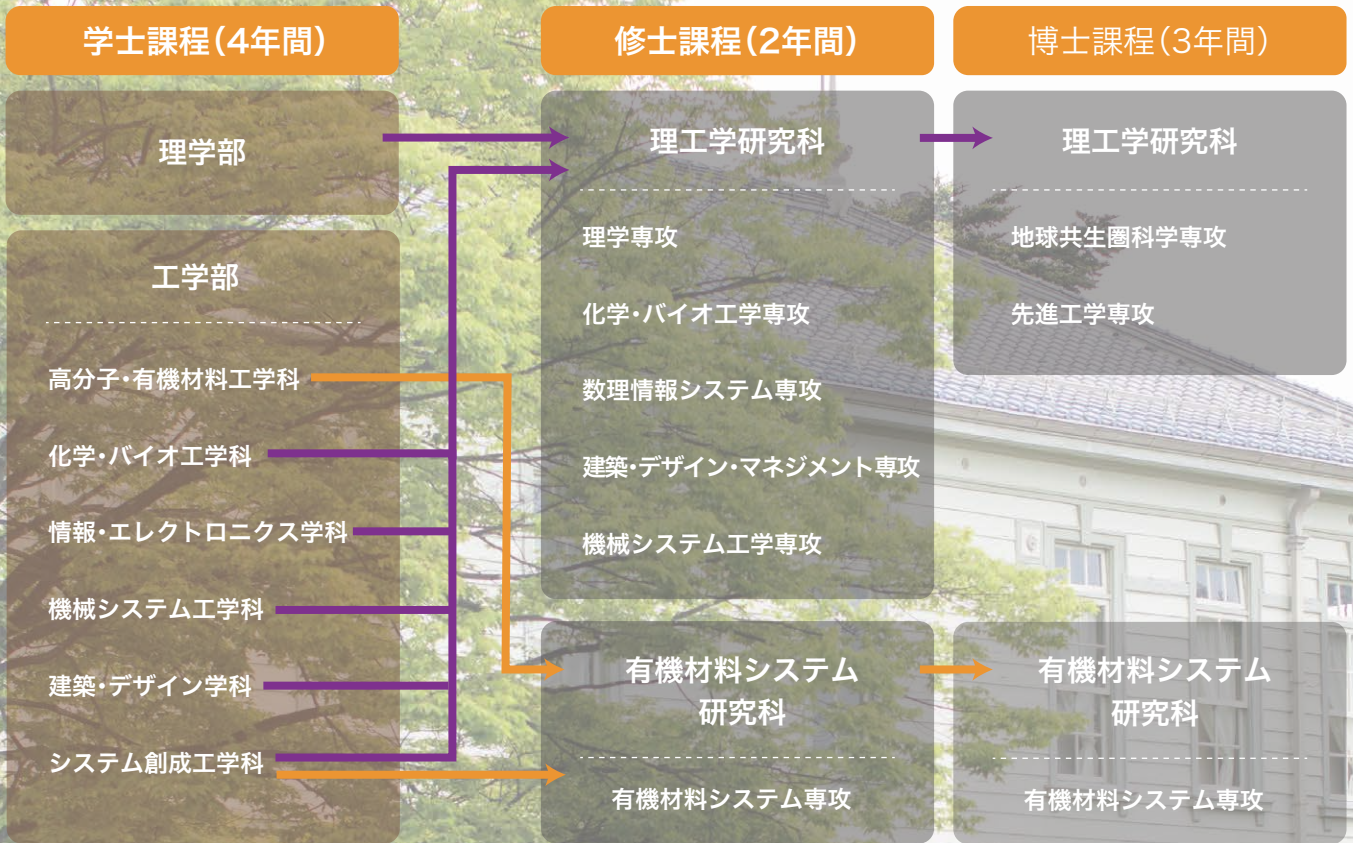 学士課程(4年間)
理学部
工学部
高分子・有機材料工学科
化学・バイオ工学科
情報・エレクトロニクス学科
機械システム工学科
建築・デザイン学科
システム創成工学科
修士課程(2年間)
理工学研究科
理学専攻
化学・バイオ工学専攻
数理情報システム専攻
建築・デザイン・マネジメント専攻
機械システム工学専攻
有機材料システム
研究科
有機材料システム専攻
博士課程(3年間)
理工学研究科
地球共生圏科学専攻
先進工学専攻
有機材料システム
研究科
有機材料システム専攻